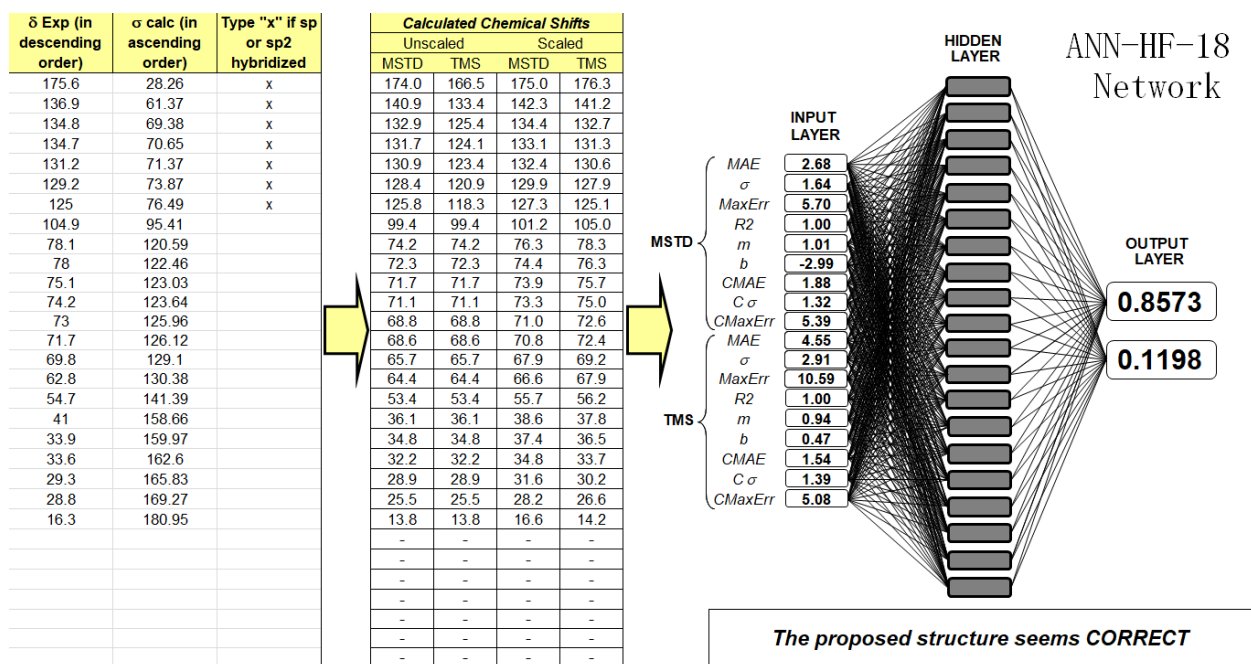 δ Exp (in descending order) σ calc (in ascending order) Type "x" if sp or sp2 hybridized
175.6 28.26 x
136.9 61.37 x
134.8 69.38 x
134.7 70.65 x
131.2 71.37 x
129.2 73.87 x
125 76.49 x
104.9 95.41
78.1 120.59
78 122.46
75.1 123.03
74.2 123.64
73 125.96
71.7 126.12
69.8 129.1
62.8 130.38
54.7 141.39
41 158.66
33.9 159.97
33.6 162.6
29.3 165.83
28.8 169.27
16.3 180.95
Calculated Chemical Shifts
Unscaled Scaled
MSTD TMS MSTD TMS
174.0 166.5 175.0 176.3
140.9 133.4 142.3 141.2
132.9 125.4 134.4 132.7
131.7 124.1 133.1 131.3
130.9 123.4 132.4 130.6
128.4 120.9 129.9 127.9
125.8 118.3 127.3 125.1
99.4 99.4 101.2 105.0
74.2 74.2 76.3 78.3
72.3 72.3 74.4 76.3
71.7 71.7 73.9 75.7
71.1 71.1 73.3 75.0
68.8 68.8 71.0 72.6
68.6 68.6 70.8 72.4
65.7 65.7 67.9 69.2
64.4 64.4 66.6 67.9
53.4 53.4 55.7 56.2
36.1 36.1 38.6 37.8
34.8 34.8 37.4 36.5
32.2 32.2 34.8 33.7
28.9 28.9 31.6 30.2
25.5 25.5 28.2 26.6
13.8 13.8 16.6 14.2
- - - -
- - - -
- - - -
- - - -
- - - -
- - - -
- - - -
INPUT
LAYER
MSTD
MAE 2.68
σ 1.64
MaxErr 5.70
R2 1.00
m 1.01
b -2.99
CMAE 1.88
C σ 1.32
CMaxErr 5.39
TMS
MAE 4.55
σ 2.91
MaxErr 10.59
R2 1.00
m 0.94
b 0.47
CMAE 1.54
C σ 1.39
CMaxErr 5.08
HIDDEN
LAYER
ANN-HF-18
Network
OUTPUT
LAYER
0.8573
0.1198
The proposed structure seems CORRECT